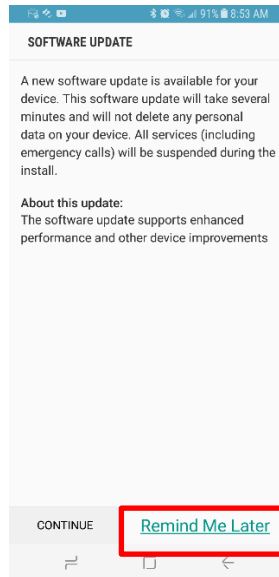 91% 8:53 AM
SOFTWARE UPDATE
A new software update is available for your
device. This software update will take several
minutes and will not delete any personal
data on your device. All services (including
emergency calls) will be suspended during the
install.
About this update:
The software update supports enhanced
performance and other device improvements
CONTINUE
Remind Me Later